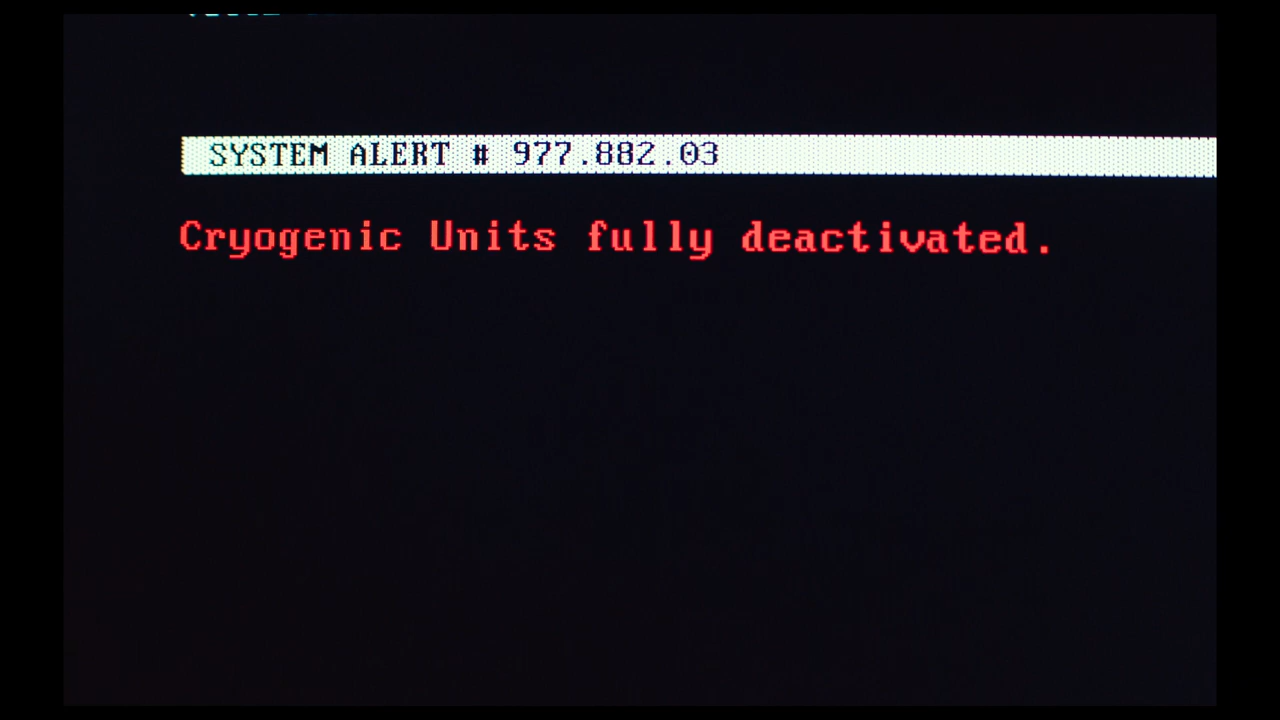 SYSTEM ALERT # 977.882.03
Cryogenic Units fully deactivated.